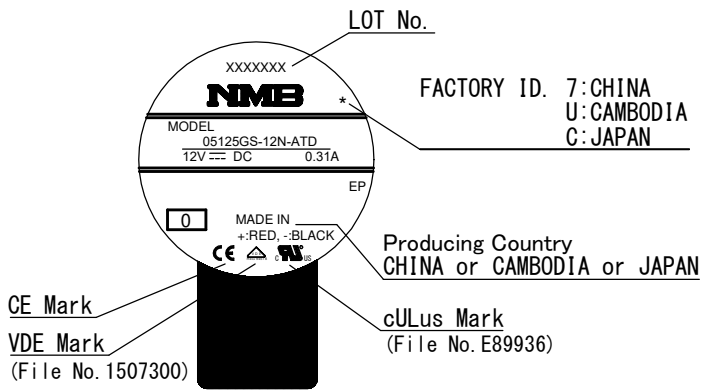 LOT No.
XXXXXXX
NMB
*
FACTORY ID. 7:CHINA
U:CAMBODIA
C:JAPAN
MODEL
05125GS-12N-ATD
12V DC 0.31A
EP
0
MADE IN
+:RED, -:BLACK
Producing Country
CHINA or CAMBODIA or JAPAN
CE
C US
CE Mark
VDE Mark
(File No.1507300)
cULus Mark
(File No.E89936)